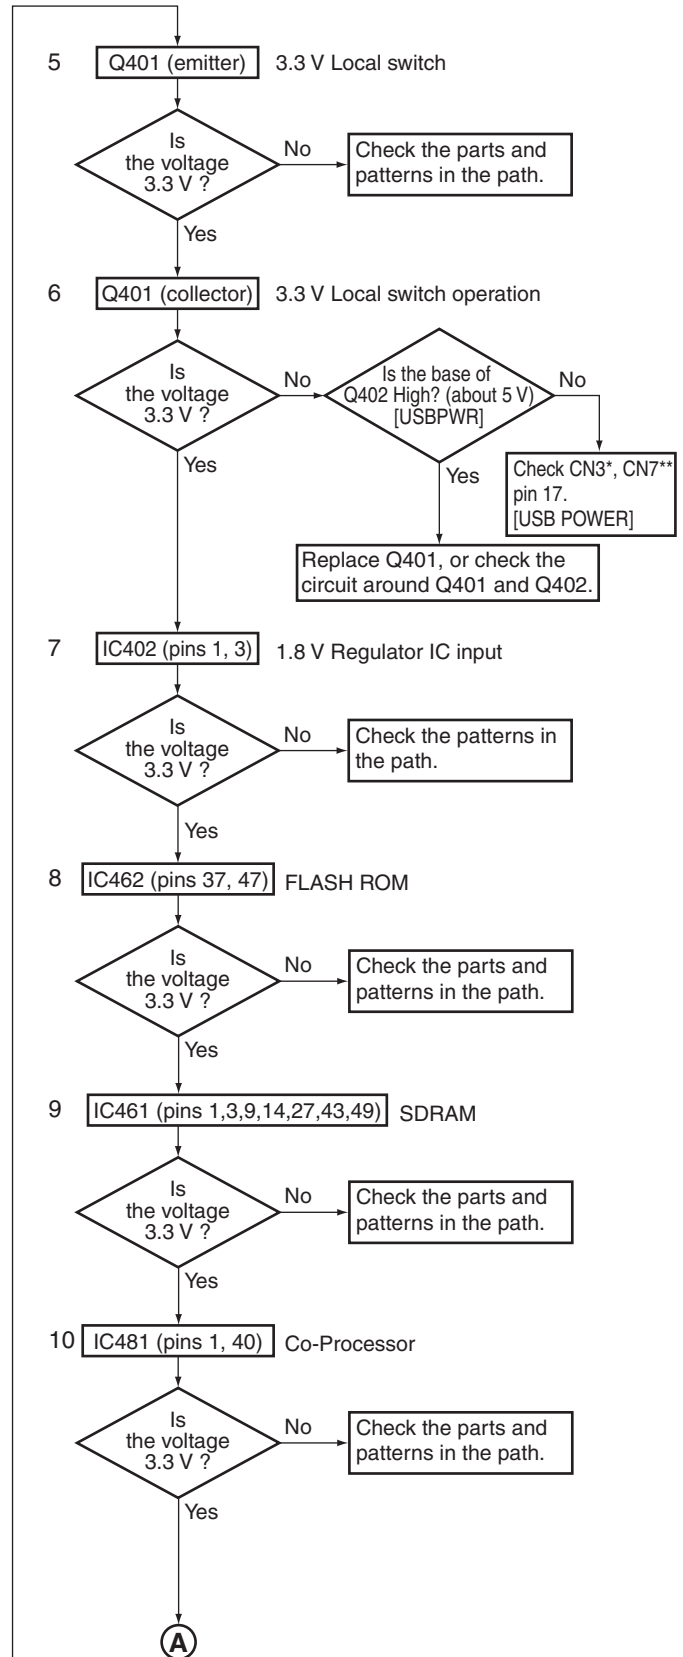 5 Q401 (emitter) 3.3 V Local switch
Is
the voltage
3.3 V ?
No
Check the parts and
patterns in the path.
Yes
6 Q401 (collector) 3.3 V Local switch operation
Is
the voltage
3.3 V ?
No
Is the base of
Q402 High? (about 5 V)
[USBPWR]
No
Check CN3*, CN7**
pin 17.
[USB POWER]
Yes
Replace Q401, or check the
circuit around Q401 and Q402.
Yes
7 IC402 (pins 1, 3) 1.8 V Regulator IC input
Is
the voltage
3.3 V ?
No
Check the patterns in
the path.
Yes
8 IC462 (pins 37, 47) FLASH ROM
Is
the voltage
3.3 V ?
No
Check the parts and
patterns in the path.
Yes
9 IC461 (pins 1,3,9,14,27,43,49) SDRAM
Is
the voltage
3.3 V ?
No
Check the parts and
patterns in the path.
Yes
10 IC481 (pins 1, 40) Co-Processor
Is
the voltage
3.3 V ?
No
Check the parts and
patterns in the path.
Yes
A